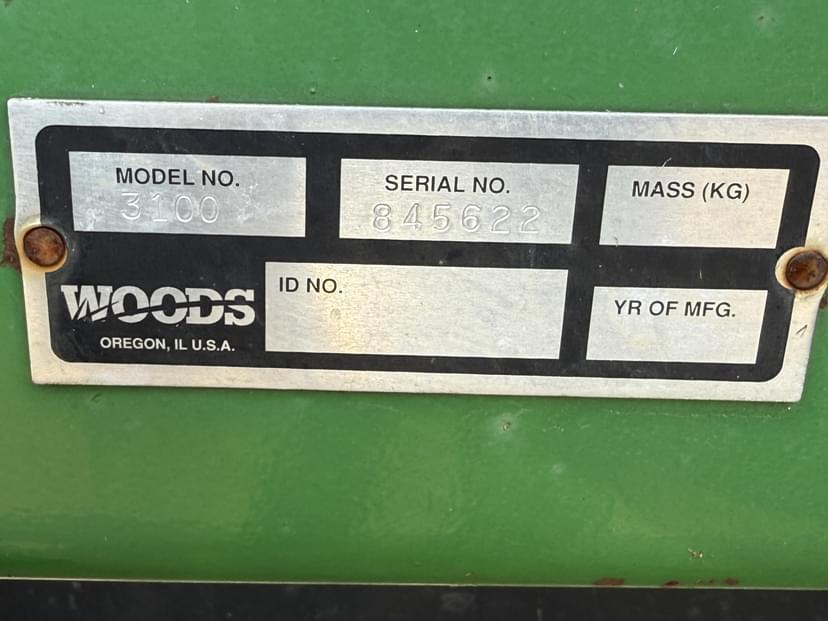 MODEL NO.
3100
SERIAL NO.
845622
MASS (KG)
WOODS
OREGON, IL U.S.A.
ID NO.
YR OF MFG.